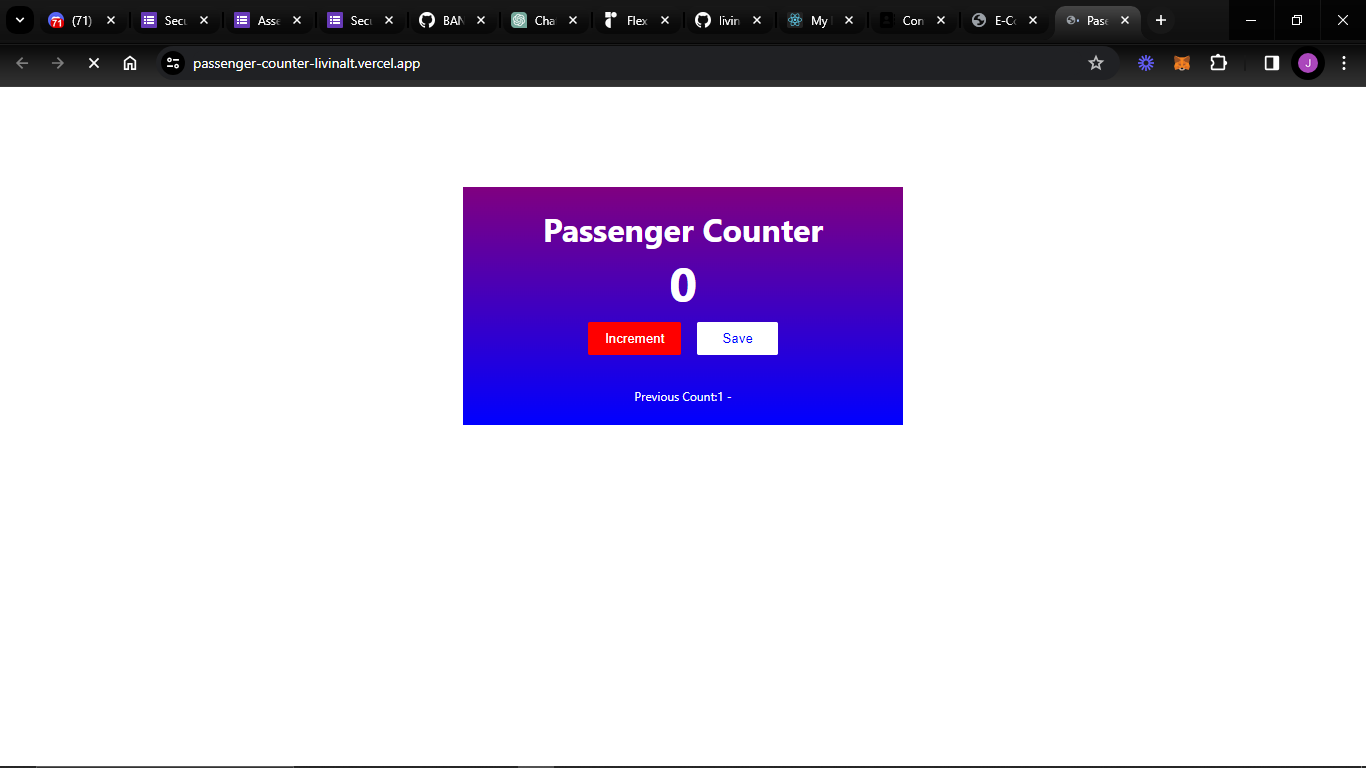 (71)
Secu
Asse
Secu
BAN
Cha
Flex
livin
My
Con
E-Co
Pass
passenger-counter-livinalt.vercel.app
J
Passenger Counter
0
Increment Save
Previous Count:1 -